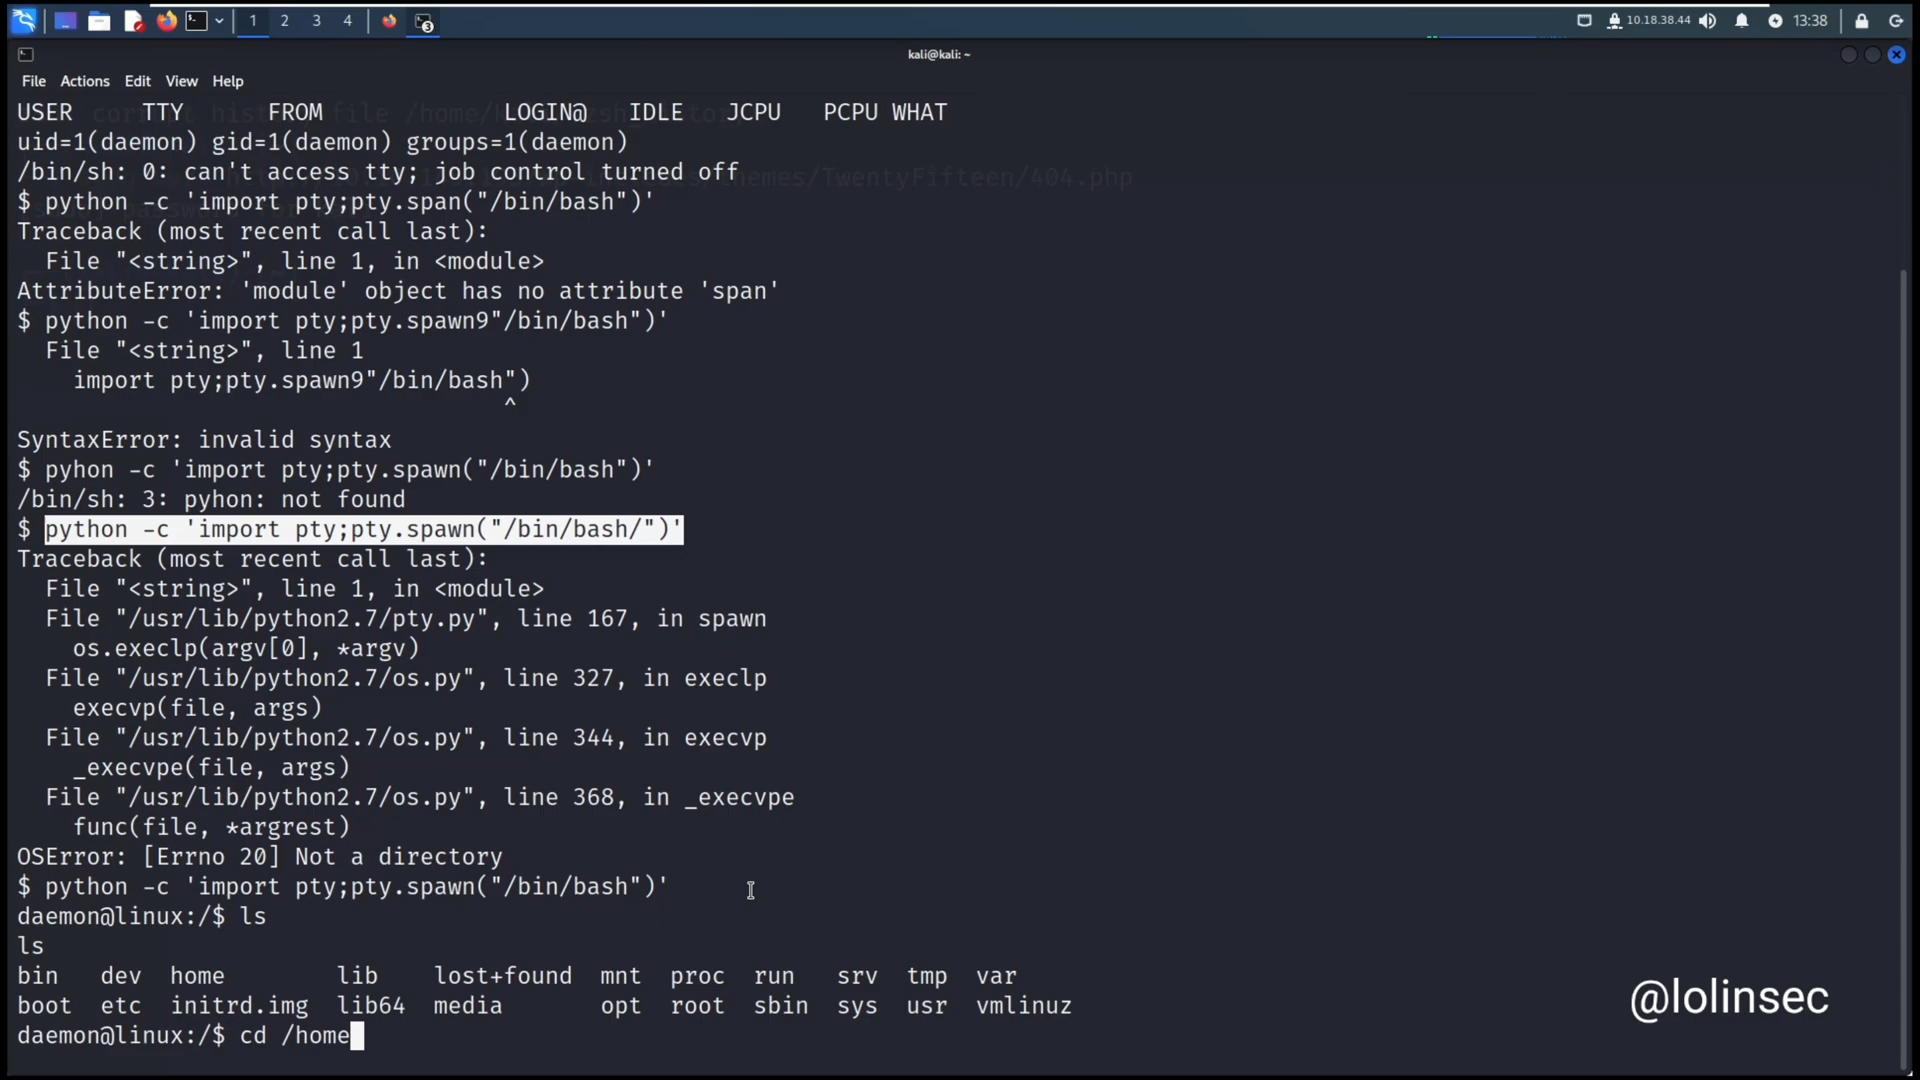 1 2 3 4 3 10.18.38.44 13:38
kali@kali: ~
File Actions Edit View Help
USER TTY FROM LOGIN@ IDLE JCPU PCPU WHAT
uid=1(daemon) gid=1(daemon) groups=1(daemon)
/bin/sh: 0: can't access tty; job control turned off
$ python -c 'import pty;pty.span("/bin/bash")'
Traceback (most recent call last):
File "<string>", line 1, in <module>
AttributeError: 'module' object has no attribute 'span'
$ python -c 'import pty;pty.spawn9"/bin/bash")'
File "<string>", line 1
import pty;pty.spawn9"/bin/bash")
^
SyntaxError: invalid syntax
$ pyhon -c 'import pty;pty.spawn("/bin/bash")'
/bin/sh: 3: pyhon: not found
$ python -c 'import pty;pty.spawn("/bin/bash/")'
Traceback (most recent call last):
File "<string>", line 1, in <module>
File "/usr/lib/python2.7/pty.py", line 167, in spawn
os.execlp(argv[0], *argv)
File "/usr/lib/python2.7/os.py", line 327, in execlp
execvp(file, args)
File "/usr/lib/python2.7/os.py", line 344, in execvp
_execvpe(file, args)
File "/usr/lib/python2.7/os.py", line 368, in _execvpe
func(file, *argrest)
OSError: [Errno 20] Not a directory
$ python -c 'import pty;pty.spawn("/bin/bash")'
daemon@linux:/$ ls
ls
bin dev home lib lost+found mnt proc run srv tmp var
boot etc initrd.img lib64 media opt root sbin sys usr vmlinuz
daemon@linux:/$ cd /home
@lolinsec